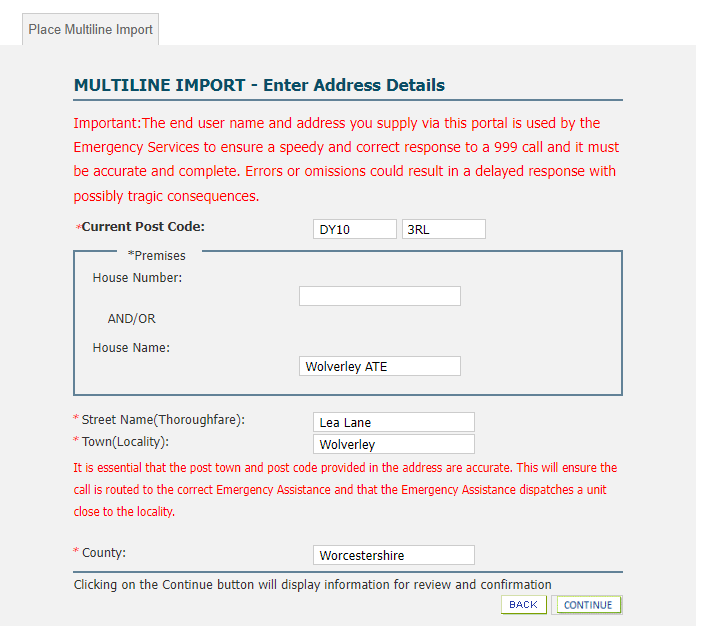 Place Multiline Import
MULTILINE IMPORT - Enter Address Details
Important:The end user name and address you supply via this portal is used by the
Emergency Services to ensure a speedy and correct response to a 999 call and it must
be accurate and complete. Errors or omissions could result in a delayed response with
possibly tragic consequences.
*Current Post Code: DY10 3RL
*Premises
House Number:
AND/OR
House Name:
Wolverley ATE
* Street Name(Thoroughfare): Lea Lane
* Town(Locality): Wolverley
It is essential that the post town and post code provided in the address are accurate. This will ensure the
call is routed to the correct Emergency Assistance and that the Emergency Assistance dispatches a unit
close to the locality.
* County: Worcestershire
Clicking on the Continue button will display information for review and confirmation
BACK CONTINUE